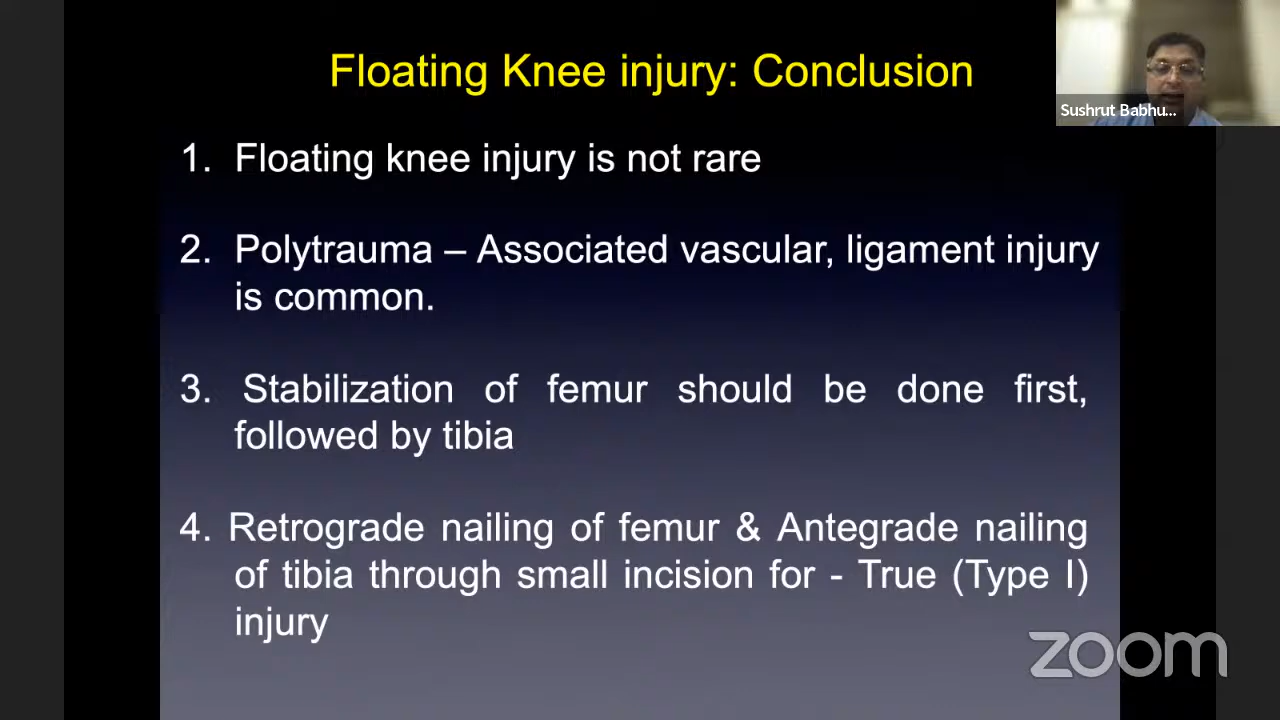 Floating Knee injury: Conclusion
Sushrut Babhu...
1. Floating knee injury is not rare
2. Polytrauma – Associated vascular, ligament injury
is common.
3. Stabilization of femur should be done first,
followed by tibia
4. Retrograde nailing of femur & Antegrade nailing
of tibia through small incision for - True (Type I)
injury
zoom